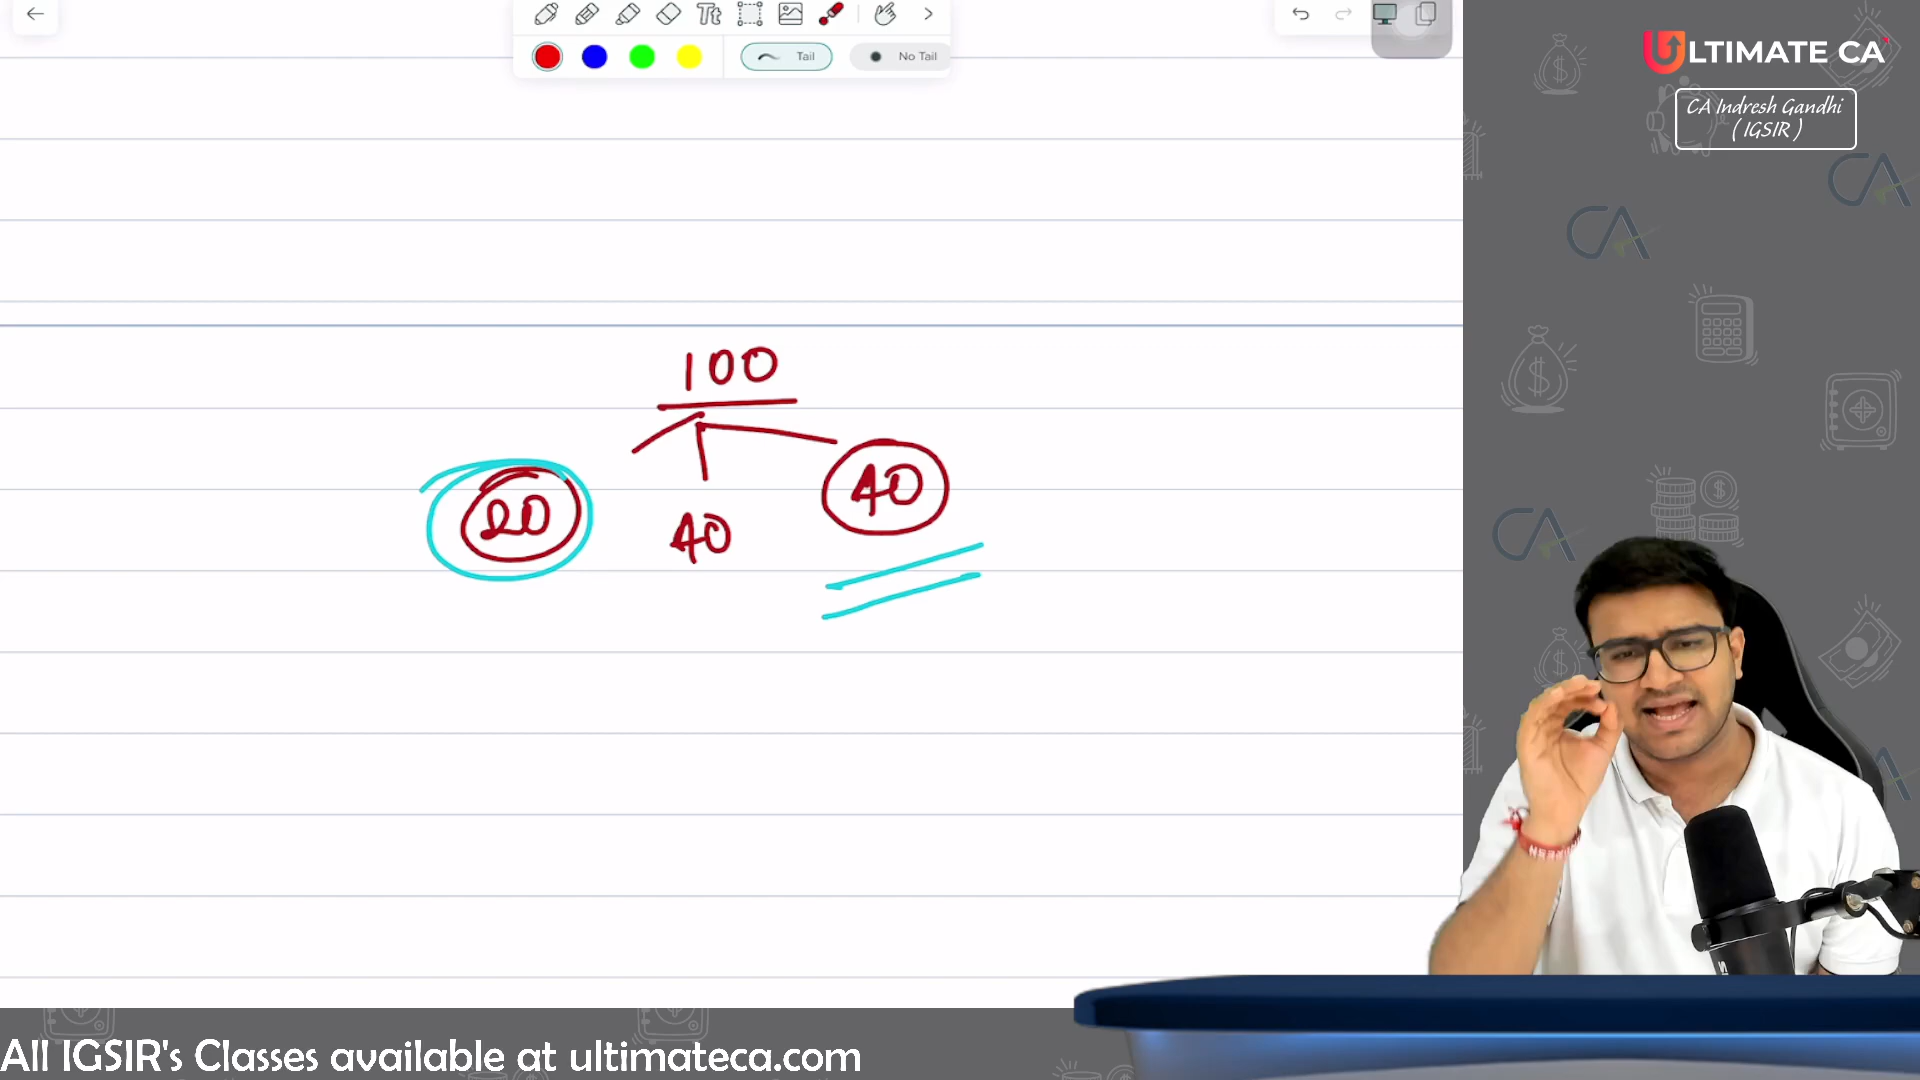 Tt
Tail
No Tail
ULTIMATE CA
CA Indresh Gandhi
( IGSIR )
100
20
40
40
All IGSIR's Classes available at ultimateca.com